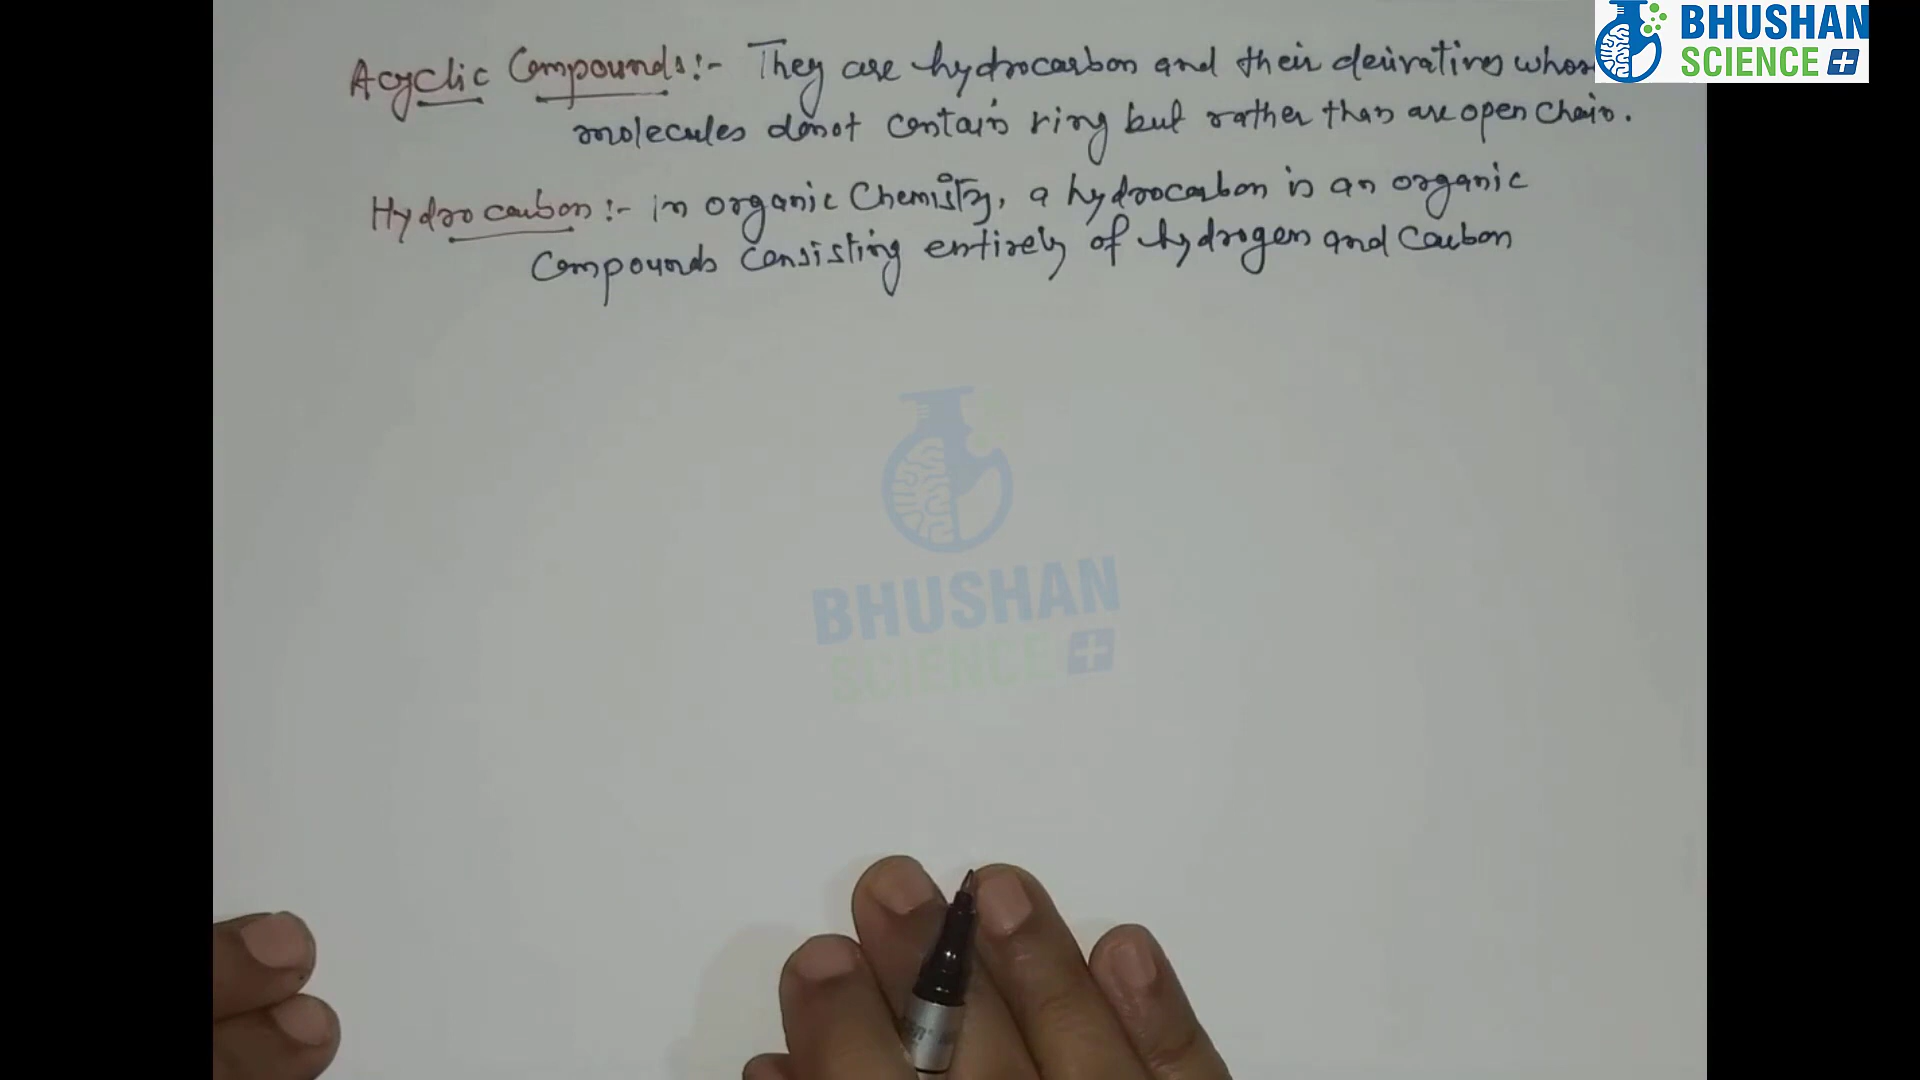 BHUSHAN
SCIENCE +
Acyclic Compounds:- They are hydrocarbon and their derivatives whose
molecules donot contain ring but rather than are open chain.
Hydrocarbon:- in organic Chemistry, a hydrocarbon is an organic
Compounds consisting entirely of hydrogen and Carbon
BHUSHAN
SCIENCE +